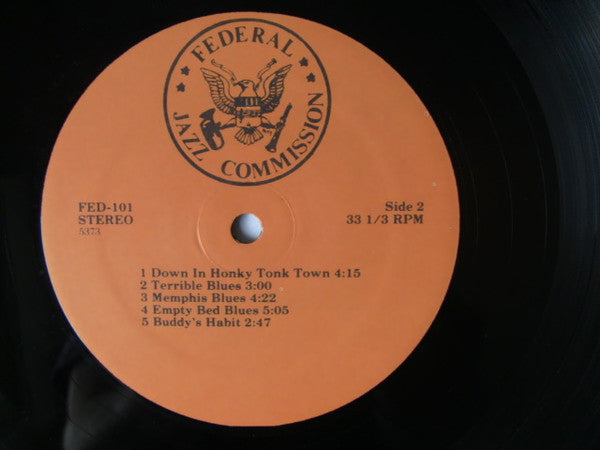 FEDERAL
JAZZ COMMISSION
FED-101
STEREO
5373
Side 2
33 1/3 RPM
1 Down In Honky Tonk Town 4:15
2 Terrible Blues 3:00
3 Memphis Blues 4:22
4 Empty Bed Blues 5:05
5 Buddy's Habit 2:47